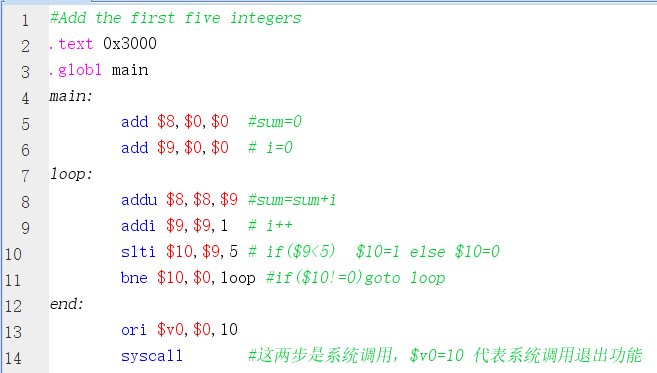 1 #Add the first five integers
2 .text 0x3000
3 .globl main
4 main:
5 add $8,$0,$0 #sum=0
6 add $9,$0,$0 # i=0
7 loop:
8 addu $8,$8,$9 #sum=sum+i
9 addi $9,$9,1 # i++
10 slti $10,$9,5 # if($9<5) $10=1 else $10=0
11 bne $10,$0,loop #if($10!=0)goto loop
12 end:
13 ori $v0,$0,10
14 syscall #这两步是系统调用，$v0=10 代表系统调用退出功能